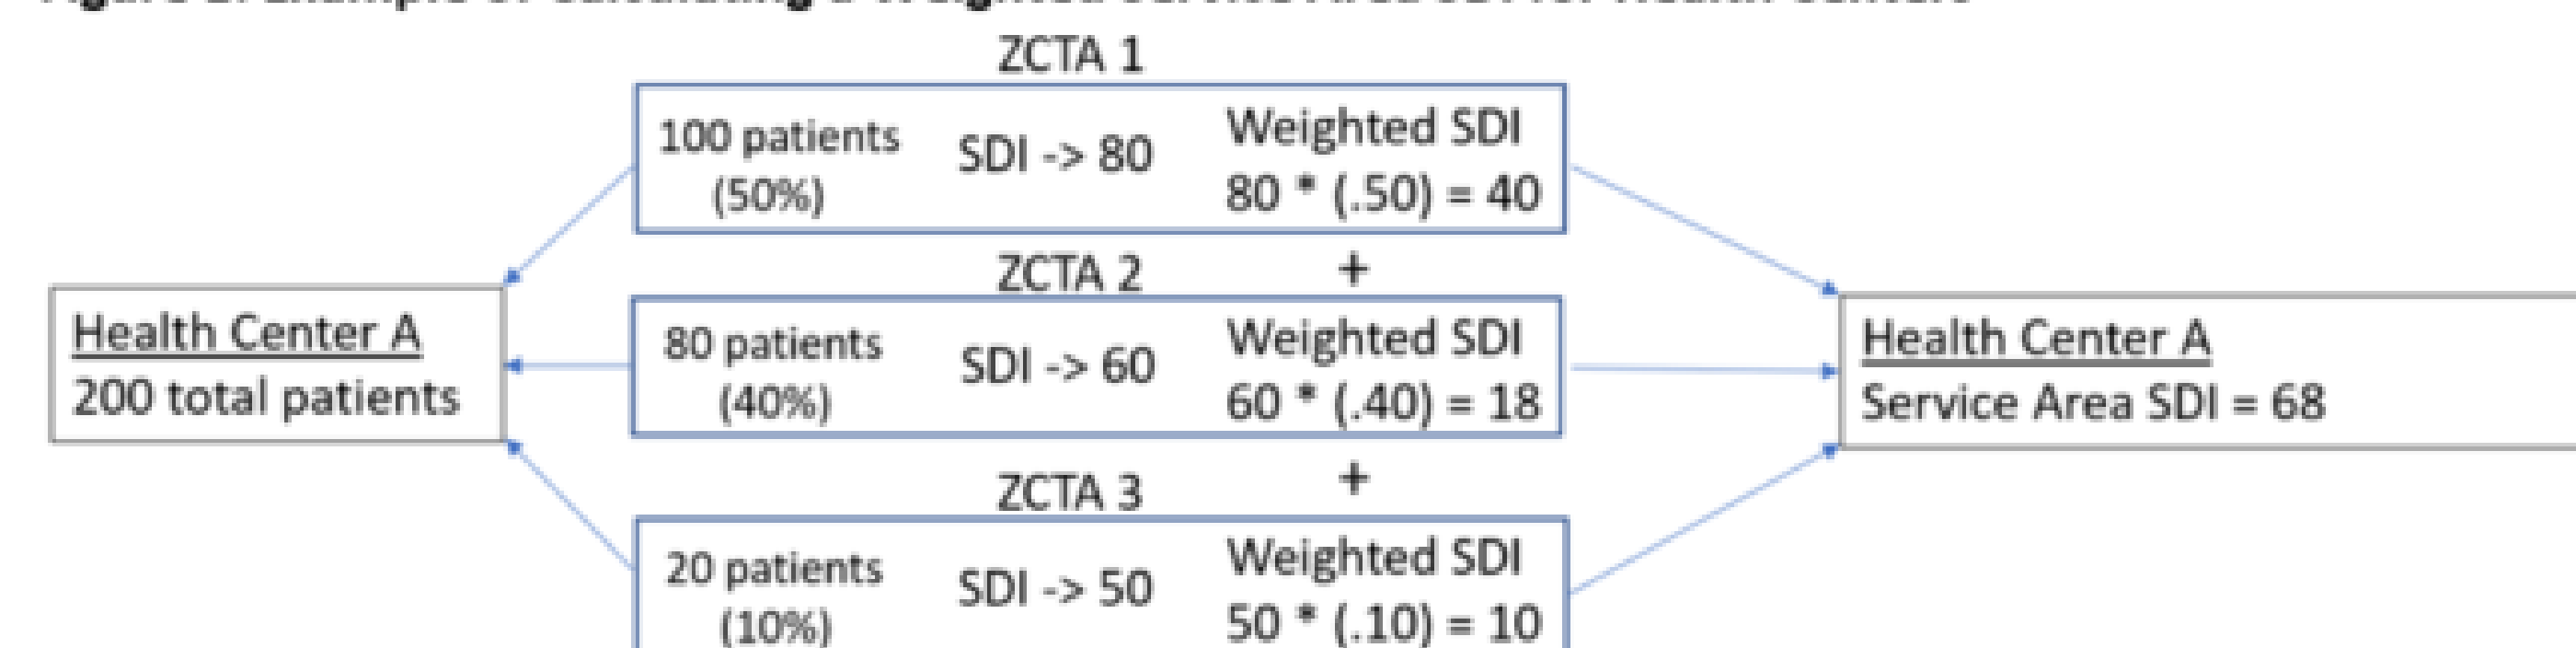 ZCTA 1
100 patients
(50%)
SDI -> 80
Weighted SDI
80 * (.50) = 40
+
ZCTA 2
Health Center A
200 total patients
80 patients
(40%)
SDI -> 60
Weighted SDI
60 * (.40) = 18
Health Center A
Service Area SDI = 68
+
ZCTA 3
20 patients
(10%)
SDI -> 50
Weighted SDI
50 * (.10) = 10